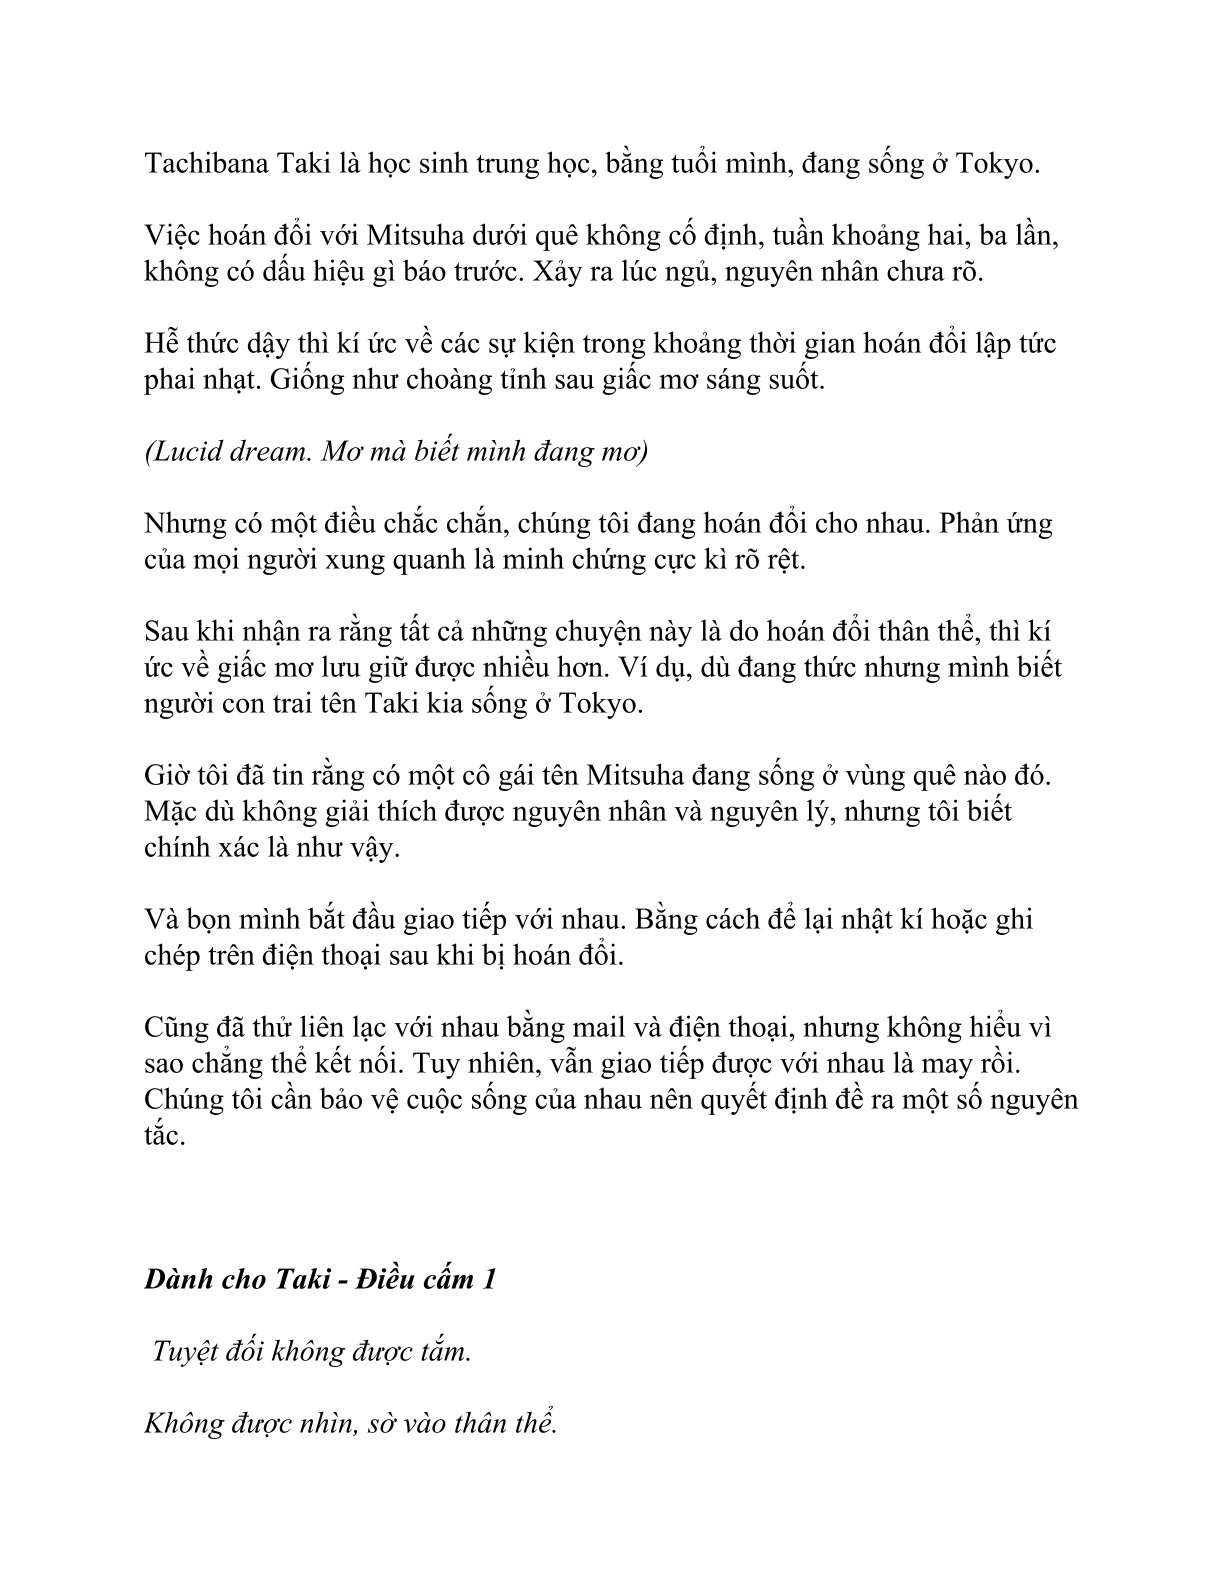 Tachibana Taki là học sinh trung học, bằng tuổi mình, đang sống ở Tokyo.
Việc hoán đổi với Mitsuha dưới quê không cố định, tuần khoảng hai, ba lần,
không có dấu hiệu gì báo trước. Xảy ra lúc ngủ, nguyên nhân chưa rõ.
Hễ thức dậy thì kí ức về các sự kiện trong khoảng thời gian hoán đổi lập tức
phai nhạt. Giống như choàng tỉnh sau giấc mơ sáng suốt.
(Lucid dream. Mơ mà biết mình đang mơ)
Nhưng có một điều chắc chắn, chúng tôi đang hoán đổi cho nhau. Phản ứng
của mọi người xung quanh là minh chứng cực kì rõ rệt.
Sau khi nhận ra rằng tất cả những chuyện này là do hoán đổi thân thể, thì kí
ức về giấc mơ lưu giữ được nhiều hơn. Ví dụ, dù đang thức nhưng mình biết
người con trai tên Taki kia sống ở Tokyo.
Giờ tôi đã tin rằng có một cô gái tên Mitsuha đang sống ở vùng quê nào đó.
Mặc dù không giải thích được nguyên nhân và nguyên lý, nhưng tôi biết
chính xác là như vậy.
Và bọn mình bắt đầu giao tiếp với nhau. Bằng cách để lại nhật kí hoặc ghi
chép trên điện thoại sau khi bị hoán đổi.
Cũng đã thử liên lạc với nhau bằng mail và điện thoại, nhưng không hiểu vì
sao chẳng thể kết nối. Tuy nhiên, vẫn giao tiếp được với nhau là may rồi.
Chúng tôi cần bảo vệ cuộc sống của nhau nên quyết định đề ra một số nguyên
tắc.
Dành cho Taki - Điều cấm 1
Tuyệt đối không được tắm.
Không được nhìn, sờ vào thân thể.